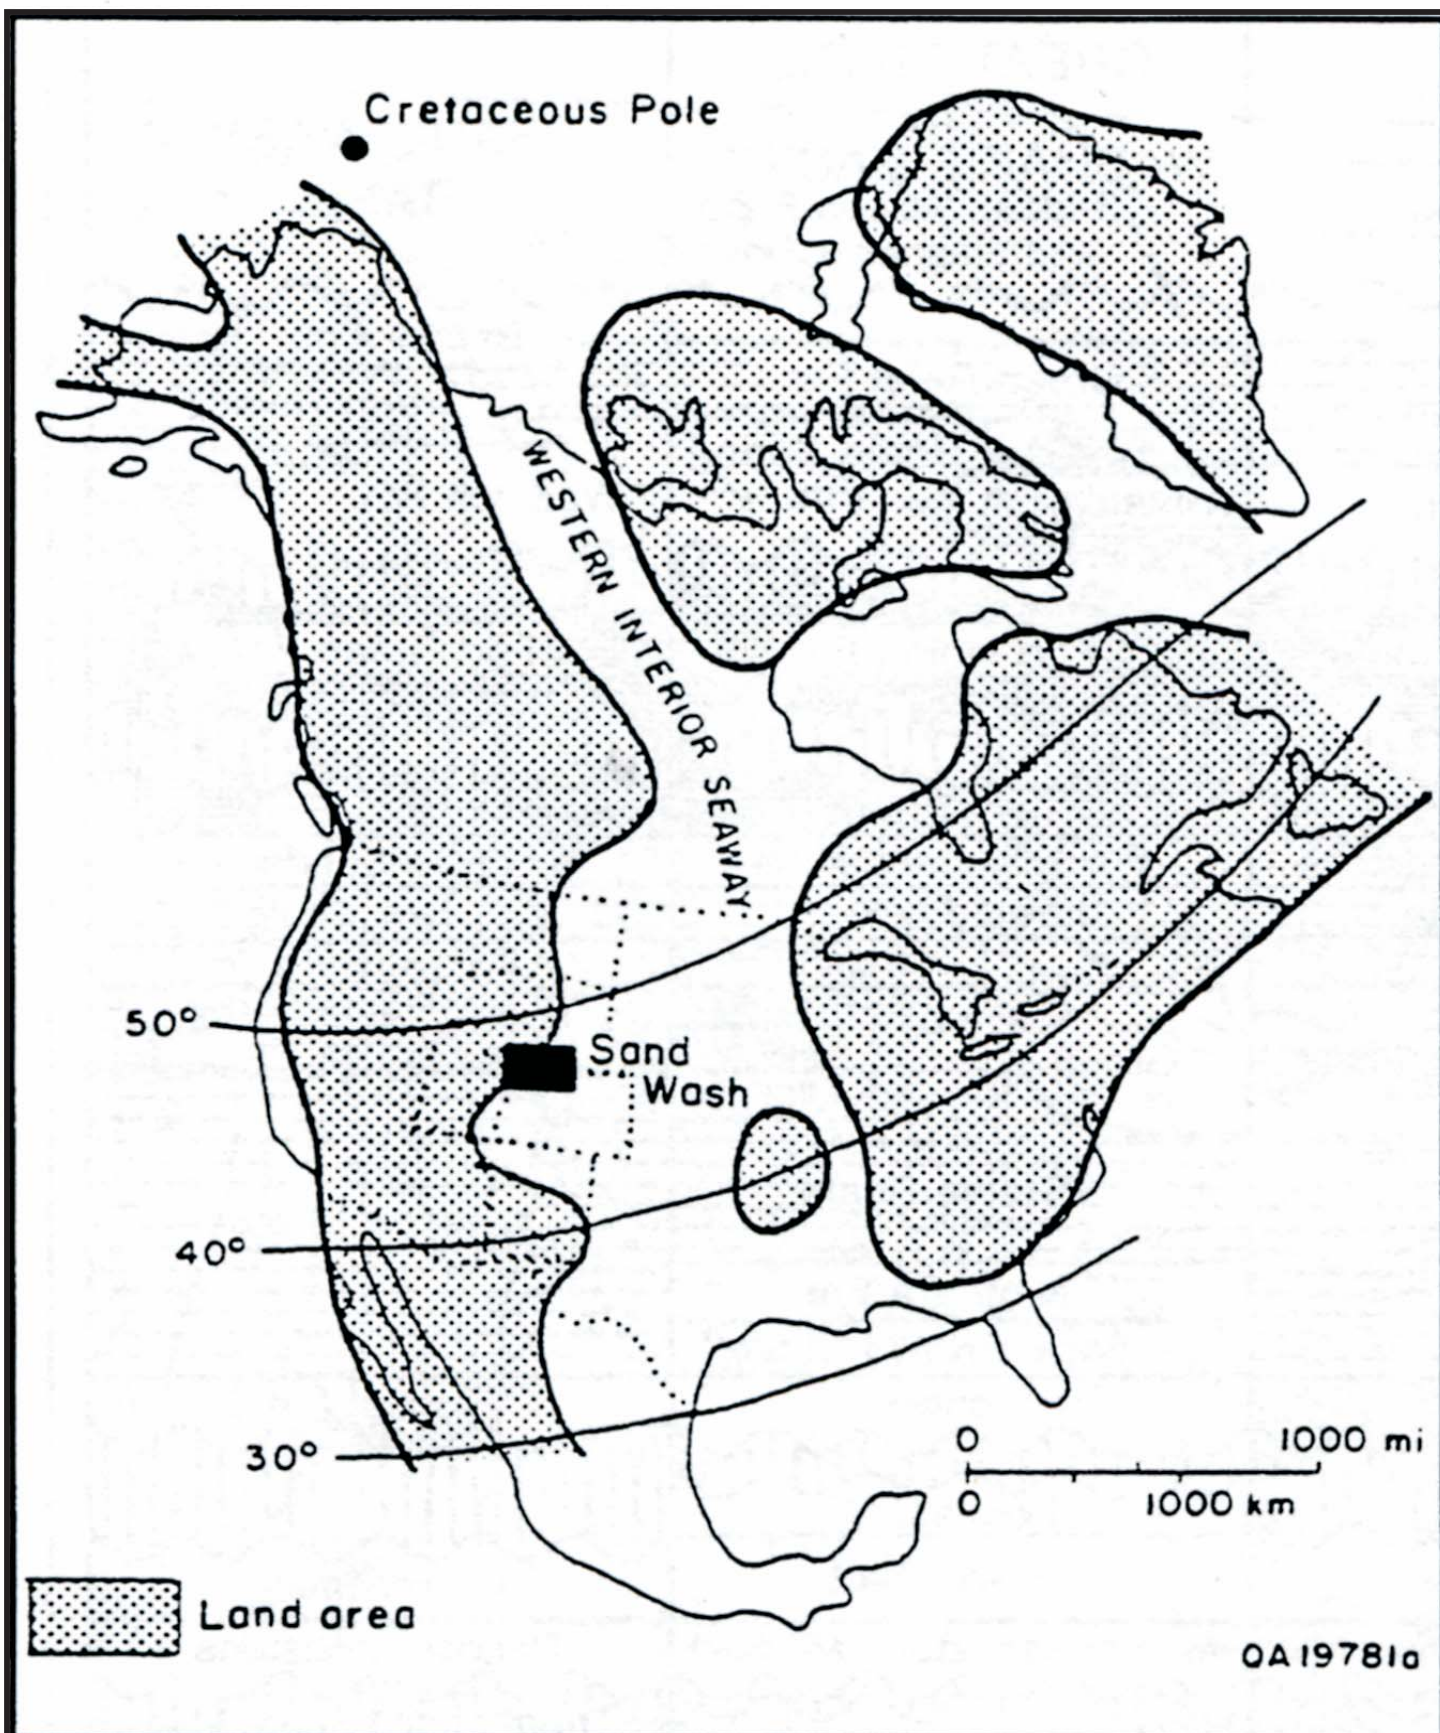 Cretaceous Pole
WESTERN INTERIOR SEAWAY
50°
Sand
Wash
40°
30°
0 1000 mi
0 1000 km
Land area
QA19781a